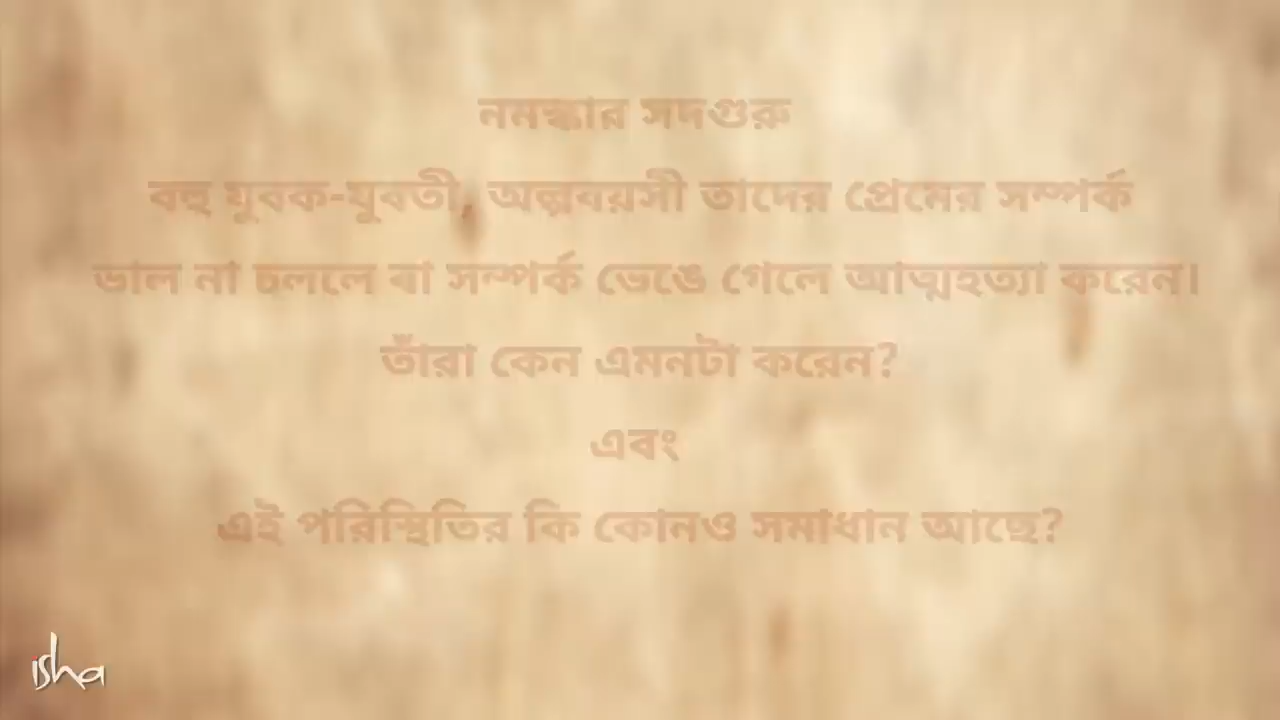 নমস্কার সদগুরু
বহু যুবক-যুবতী, অল্পবয়সী তাদের প্রেমের সম্পর্ক
ভাল না চললে বা সম্পর্ক ভেঙে গেলে আত্মহত্যা করেন।
তাঁরা কেন এমনটা করেন?
এবং
এই পরিস্থিতির কি কোনও সমাধান আছে?
isha